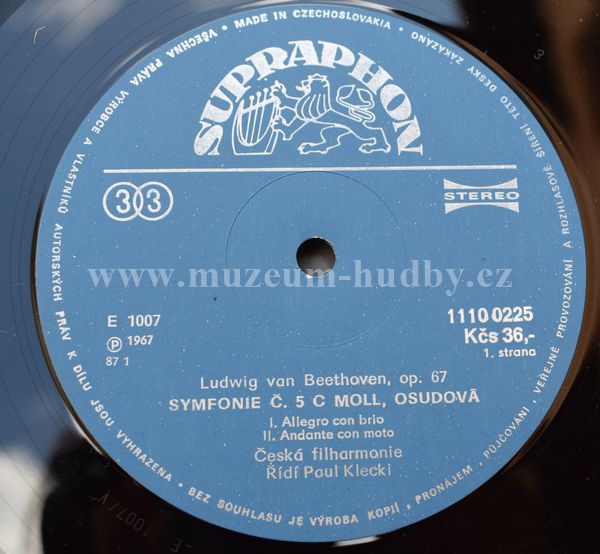 VŠECHNA PRÁVA VÝROBCE A VLASTNÍKŮ AUTORSKÝCH PRÁV K DÍLU JSOU VYHRAZENA • BEZ SOUHLASU JE VÝROBA KOPIÍ, PRONÁJEM, PŮJČOVÁNÍ, VEŘEJNÉ PROVOZOVÁNÍ A ROZHLASOVÉ ŠÍŘENÍ TÉTO DESKY ZAKÁZÁNO
• MADE IN CZECHOSLOVAKIA •
SUPRAPHON
33
STEREO
www.muzeum-hudby.cz
E 1007
11100225
Ⓟ 1967
Kčs 36,-
87 1
1. strana
Ludwig van Beethoven, op. 67
SYMFONIE Č. 5 C MOLL, OSUDOVÁ
I. Allegro con brio
II. Andante con moto
Česká filharmonie
Řídí Paul Klecki